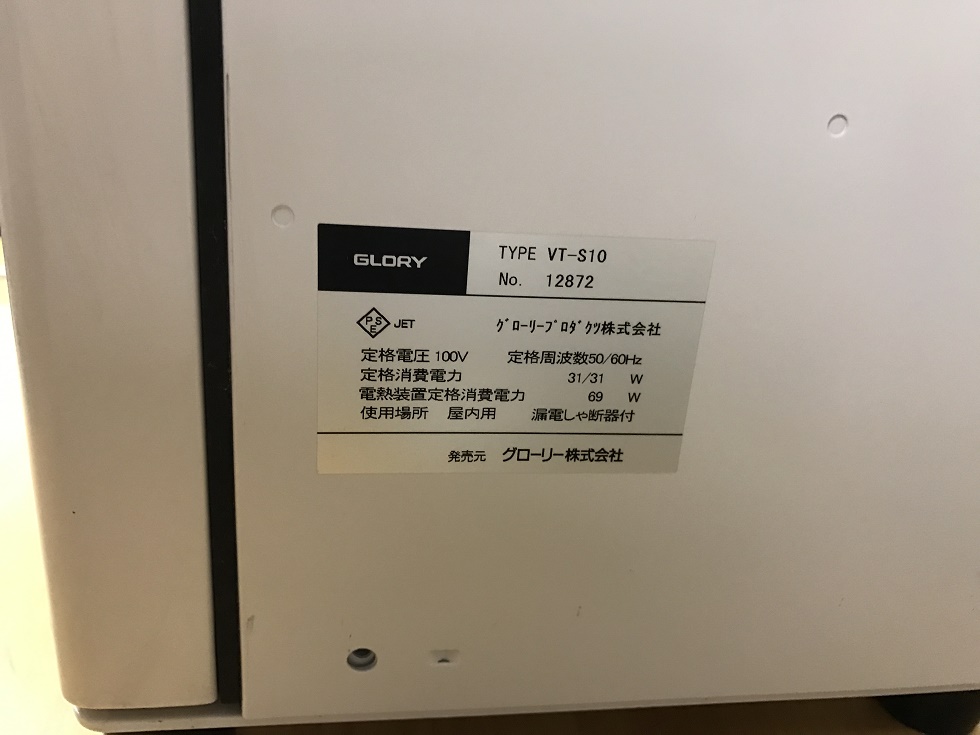 GLORY
TYPE VT-S10
No. 12872
PSE JET
ｸﾞﾛｰﾘｰﾌﾟﾛﾀﾞｸﾂ株式会社
定格電圧 100V 定格周波数50/60Hz
定格消費電力 31/31 W
電熱装置定格消費電力 69 W
使用場所 屋内用 漏電しゃ断器付
発売元 グローリー株式会社